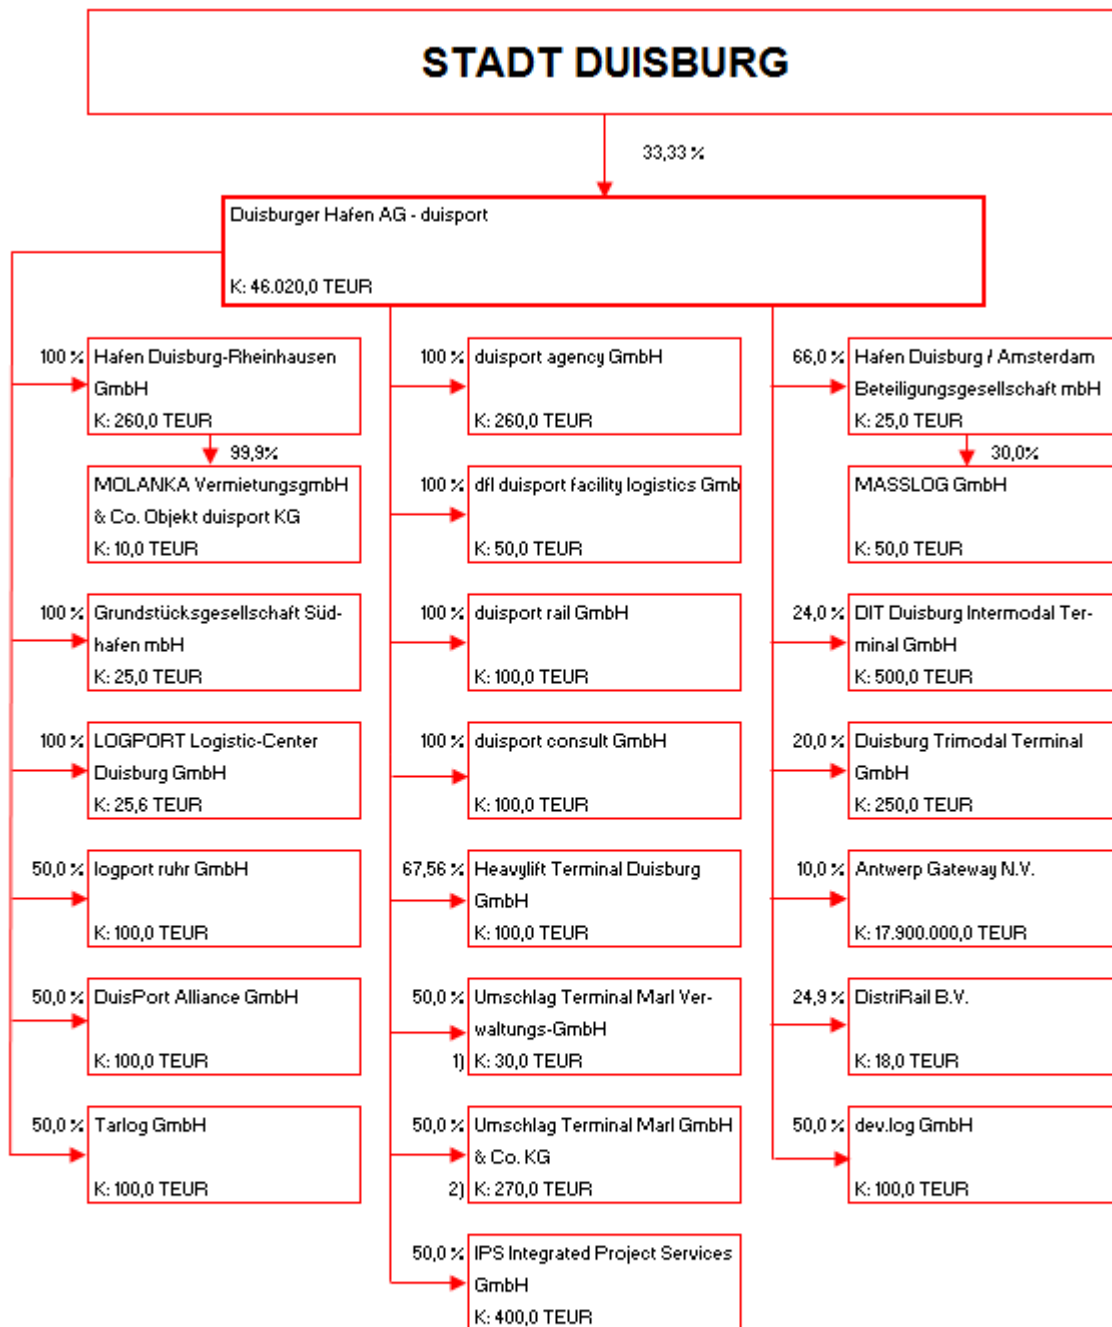 STADT DUISBURG
33,33 %
Duisburger Hafen AG - duisport
K: 46.020,0 TEUR
100 %
Hafen Duisburg-Rheinhausen
GmbH
K: 260,0 TEUR
99,9%
MOLANKA VermietungsgmbH
& Co. Objekt duisport KG
K: 10,0 TEUR
100 %
Grundstücksgesellschaft Süd-
hafen mbH
K: 25,0 TEUR
100 %
LOGPORT Logistic-Center
Duisburg GmbH
K: 25,6 TEUR
50,0 %
logport ruhr GmbH
K: 100,0 TEUR
50,0 %
DuisPort Alliance GmbH
K: 100,0 TEUR
50,0 %
Tarlog GmbH
K: 100,0 TEUR
100 %
duisport agency GmbH
K: 260,0 TEUR
100 %
dfl duisport facility logistics Gmb
K: 50,0 TEUR
100 %
duisport rail GmbH
K: 100,0 TEUR
100 %
duisport consult GmbH
K: 100,0 TEUR
67,56 %
Heavylift Terminal Duisburg
GmbH
K: 100,0 TEUR
50,0 %
Umschlag Terminal Marl Ver-
waltungs-GmbH
1) K: 30,0 TEUR
50,0 %
Umschlag Terminal Marl GmbH
& Co. KG
2) K: 270,0 TEUR
50,0 %
IPS Integrated Project Services
GmbH
K: 400,0 TEUR
66,0 %
Hafen Duisburg / Amsterdam
Beteiligungsgesellschaft mbH
K: 25,0 TEUR
30,0%
MASSLOG GmbH
K: 50,0 TEUR
24,0 %
DIT Duisburg Intermodal Ter-
minal GmbH
K: 500,0 TEUR
20,0 %
Duisburg Trimodal Terminal
GmbH
K: 250,0 TEUR
10,0 %
Antwerp Gateway N.V.
K: 17.900.000,0 TEUR
24,9 %
DistriRail B.V.
K: 18,0 TEUR
50,0 %
dev.log GmbH
K: 100,0 TEUR